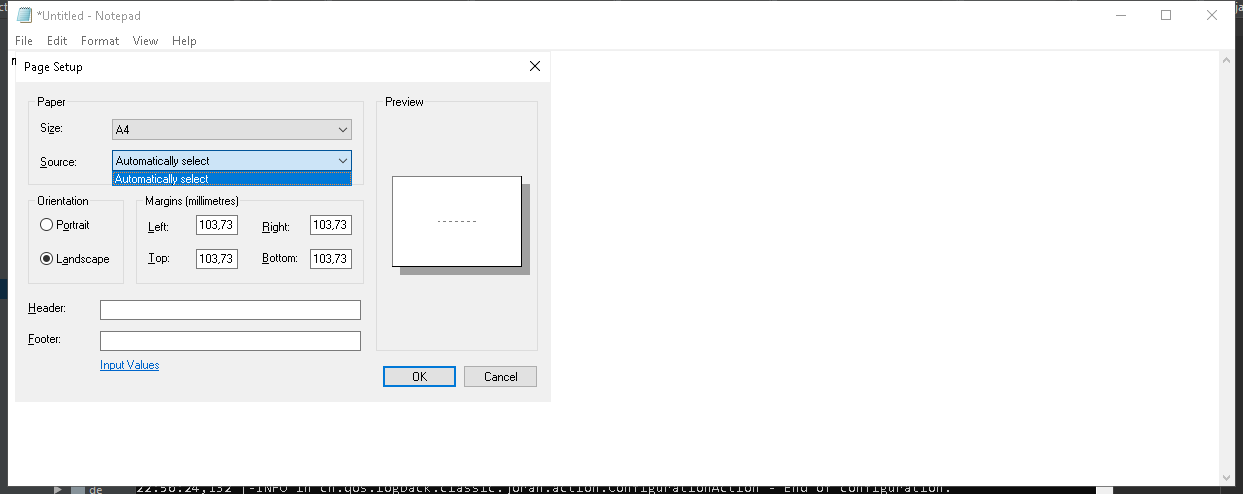 *Untitled - Notepad
File Edit Format View Help
Page Setup
Paper
Size: A4
Source: Automatically select
Automatically select
Orientation
Portrait
Landscape
Margins (millimetres)
Left: 103,73 Right: 103,73
Top: 103,73 Bottom: 103,73
Preview
Header:
Footer:
Input Values
OK Cancel
de 22:56:24,132 |-INFO in ch.qos.logback.classic.joran.action.ConfigurationAction - End of configuration.